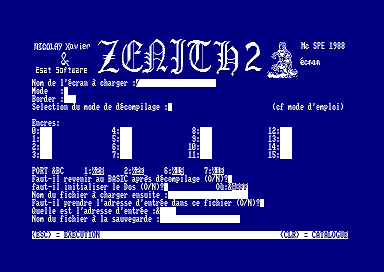 NICOLAY Xavier
&
Esat Software
ZENITH 2
Mc SPE 1988
écran
Nom de l'écran à charger :
Mode :
Border :
Selection du mode de décompilage : (cf mode d'emploi)
Encres:
0: 4: 8: 12:
1: 5: 9: 13:
2: 6: 10: 14:
3: 7: 11: 15:
PORT &BC 1: 2: 6: 7:
Faut-il revenir au BASIC après décompilage (O/N)?
faut-il initialiser le Dos (O/N)? Où:
Nom du fichier à charger ensuite :
Faut-il prendre l'adresse d'entrée dans ce fichier (O/N)?
Quelle est l'adresse d'entrée :&
Nom du fichier à la sauvegarde :
<ESC> = EXECUTION <CLR> = CATALOGUE